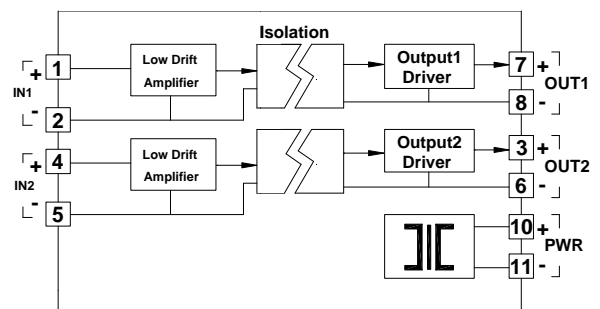 Isolation
1
+
IN1
-
2
Low Drift
Amplifier
Output1
Driver
7
+
OUT1
8
-
4
+
IN2
-
5
Low Drift
Amplifier
Output2
Driver
3
+
OUT2
6
-
10
+
PWR
11
-